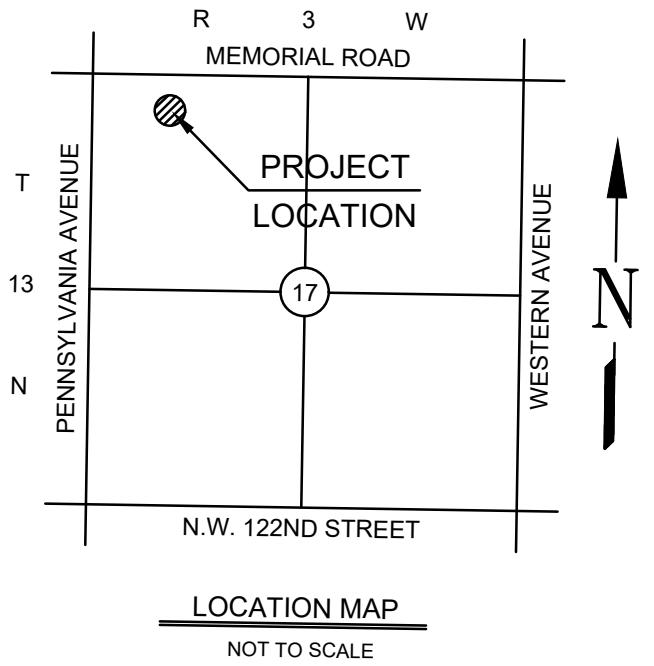 R 3 W
MEMORIAL ROAD
PROJECT
LOCATION
T
13
N
PENNSYLVANIA AVENUE
17
WESTERN AVENUE
N
N.W. 122ND STREET
LOCATION MAP
NOT TO SCALE